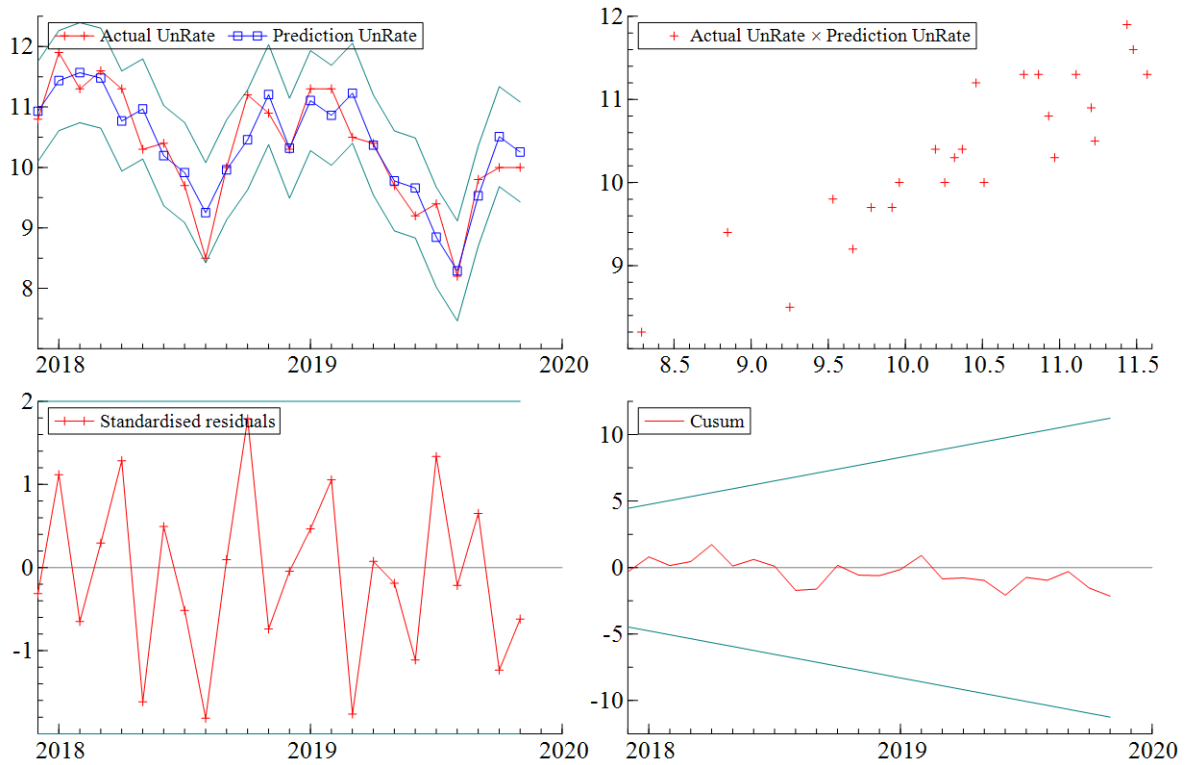 Actual UnRate Prediction UnRate
12
11
10
9
8
2018 2019 2020
Actual UnRate × Prediction UnRate
12
11
10
9
8.5 9.0 9.5 10.0 10.5 11.0 11.5
Standardised residuals
2
0
-1
2018 2019 2020
Cusum
10
5
0
-5
-10
2018 2019 2020